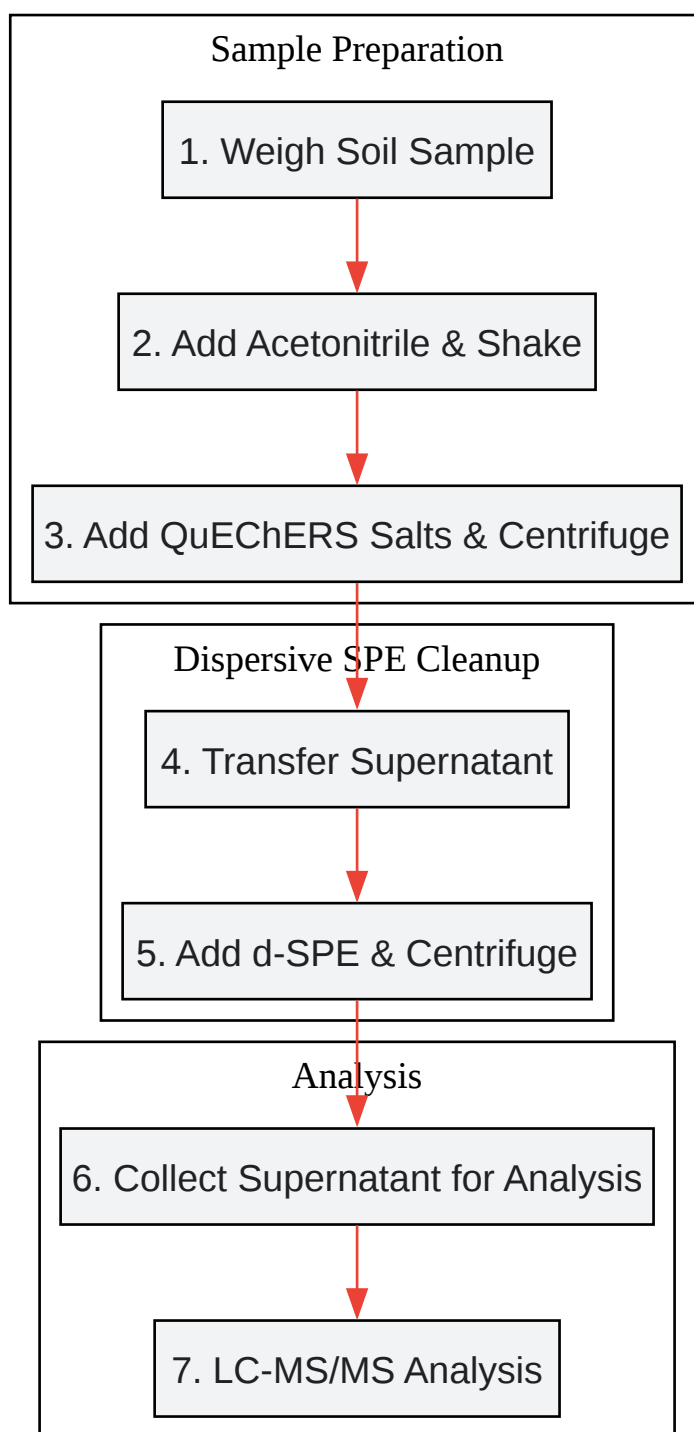 Sample Preparation
1. Weigh Soil Sample
2. Add Acetonitrile & Shake
3. Add QuEChERS Salts & Centrifuge
Dispersive SPE Cleanup
4. Transfer Supernatant
5. Add d-SPE & Centrifuge
Analysis
6. Collect Supernatant for Analysis
7. LC-MS/MS Analysis